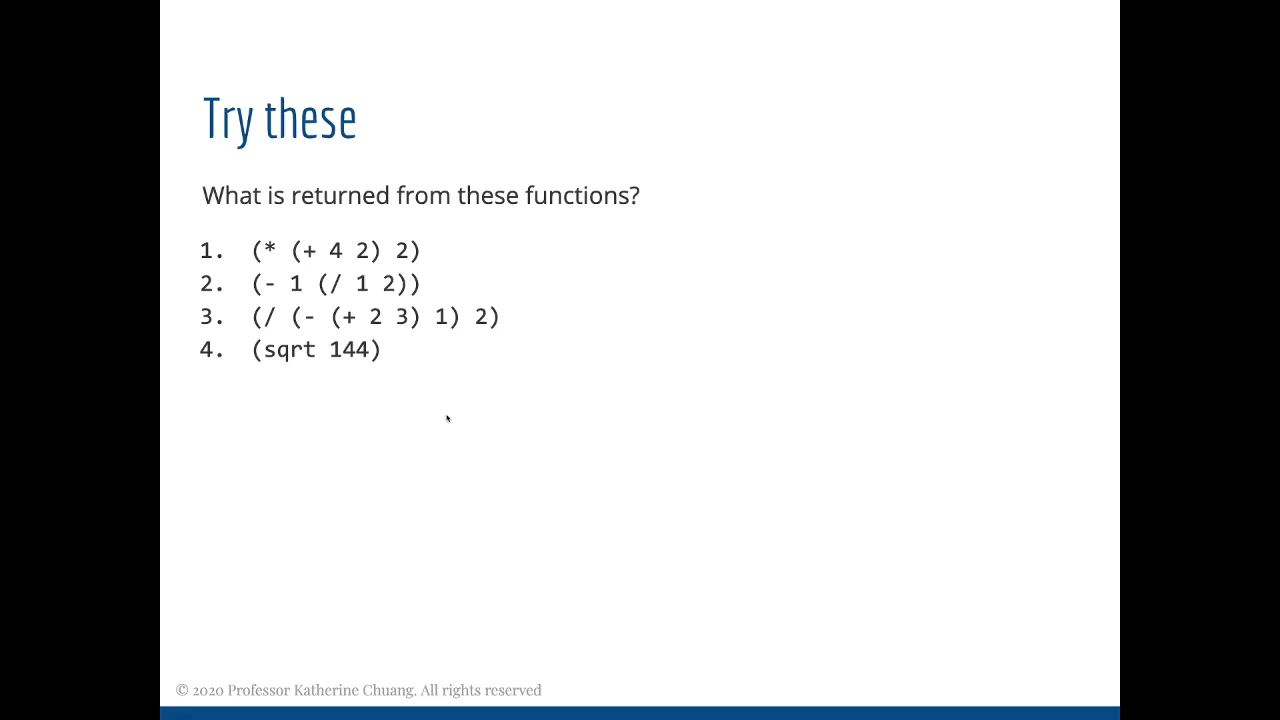 Try these
What is returned from these functions?
1. (* (+ 4 2) 2)
2. (- 1 (/ 1 2))
3. (/ (- (+ 2 3) 1) 2)
4. (sqrt 144)
© 2020 Professor Katherine Chuang. All rights reserved